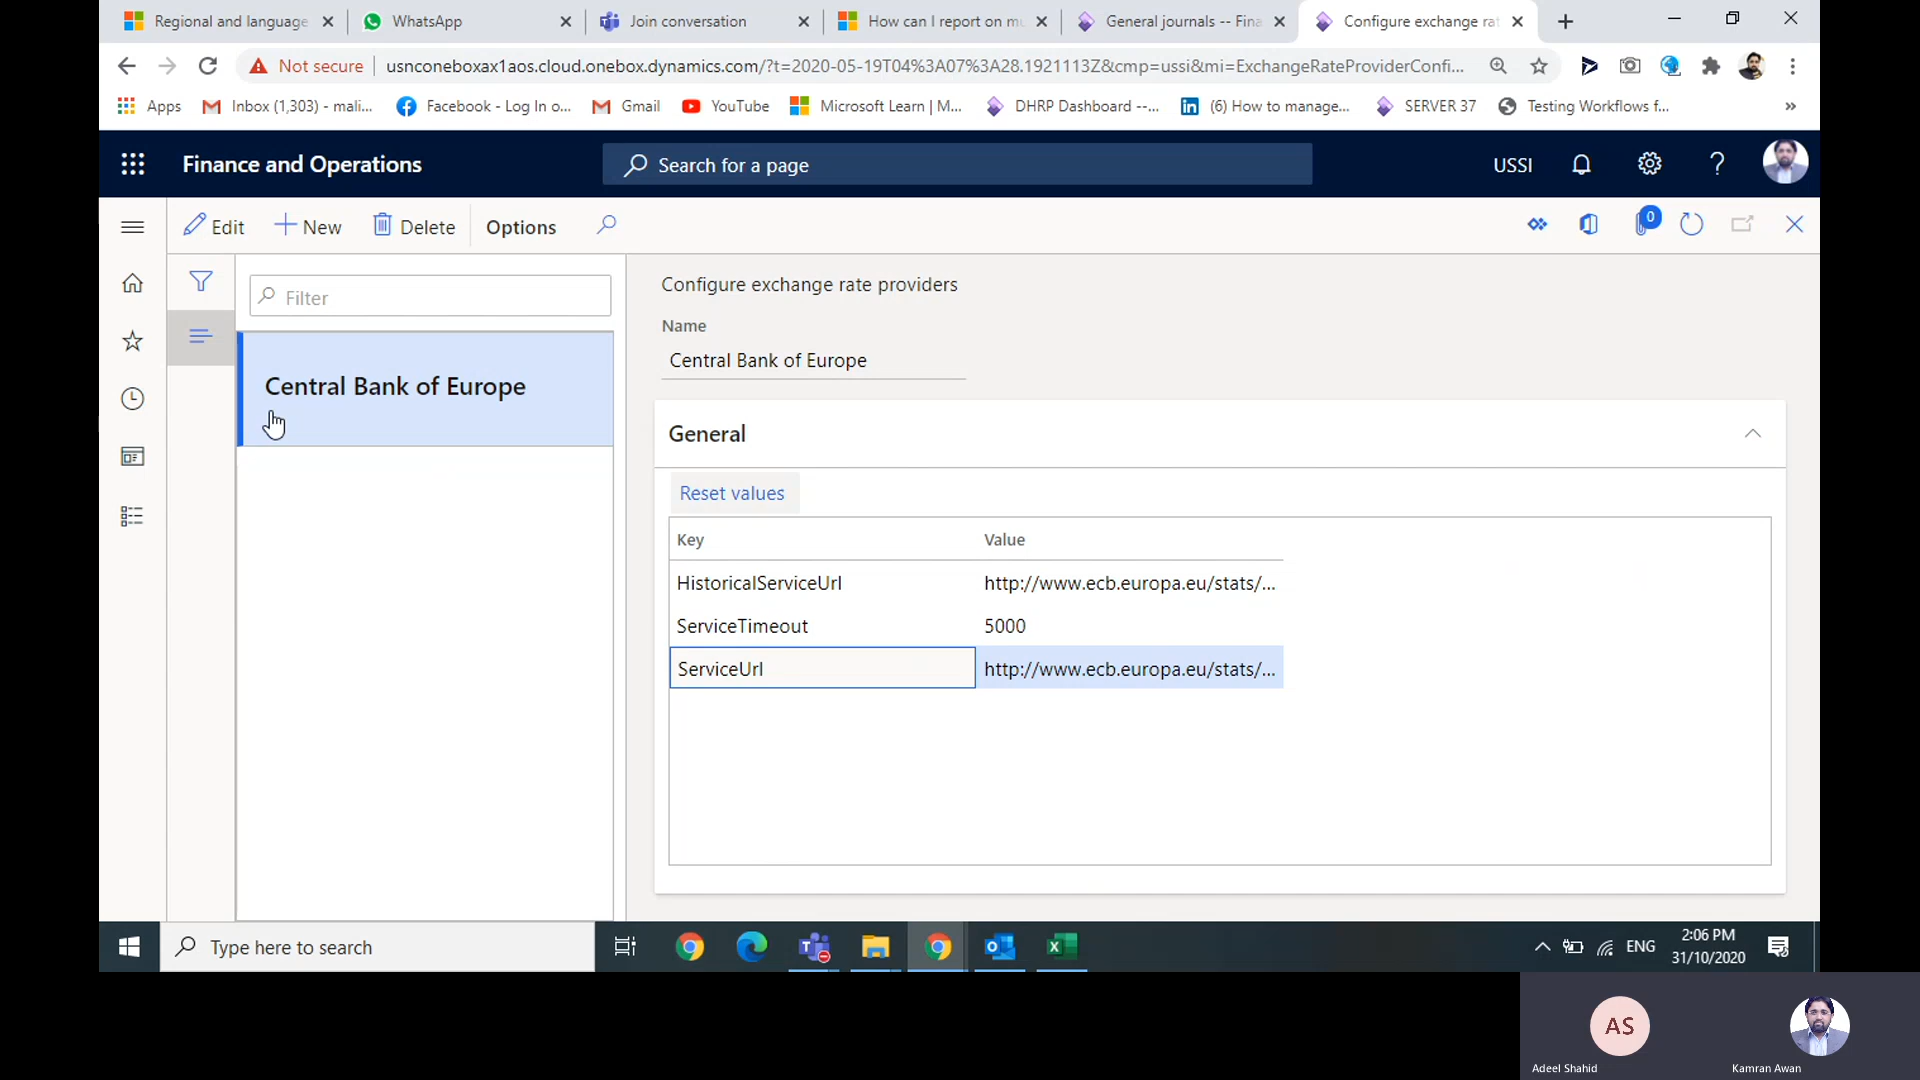 Regional and language
WhatsApp
Join conversation
How can I report on mu
General journals -- Fina
Configure exchange rat
Not secure
usnconeboxax1aos.cloud.onebox.dynamics.com/?t=2020-05-19T04%3A07%3A28.1921113Z&cmp=ussi&mi=ExchangeRateProviderConfi...
Apps
Inbox (1,303) - mali...
Facebook - Log In o...
Gmail
YouTube
Microsoft Learn | M...
DHRP Dashboard --...
(6) How to manage...
SERVER 37
Testing Workflows f...
»
Finance and Operations
Search for a page
USSI
?
Edit
New
Delete
Options
0
Filter
Central Bank of Europe
Configure exchange rate providers
Name
Central Bank of Europe
General
Reset values
Key Value
HistoricalServiceUrl http://www.ecb.europa.eu/stats/...
ServiceTimeout 5000
ServiceUrl http://www.ecb.europa.eu/stats/...
Type here to search
ENG
2:06 PM
31/10/2020
AS
Adeel Shahid
Kamran Awan